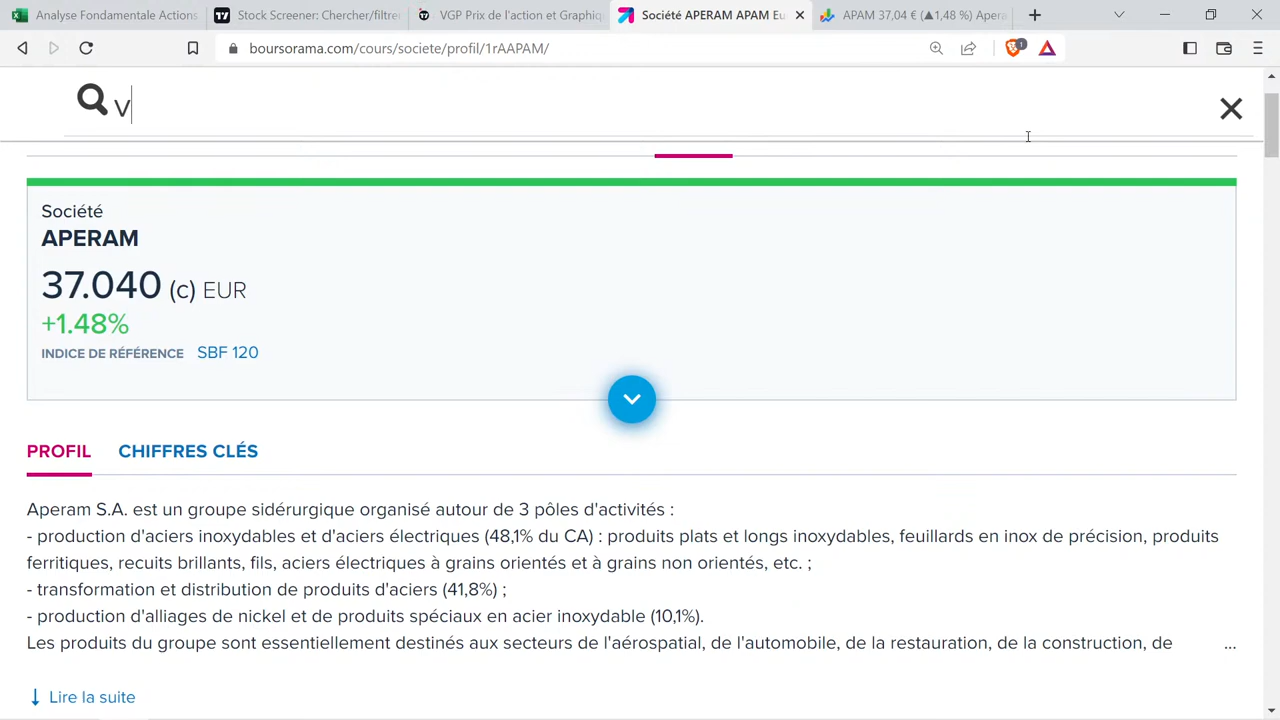 Analyse Fondamentale Actions
Stock Screener: Chercher/filtrer
VGP Prix de l'action et Graphiqu
Société APERAM APAM Eu
APAM 37,04 € (▲1,48 %) Apera
boursorama.com/cours/societe/profil/1rAAPAM/
1
V
Société
APERAM
37.040 (c) EUR
+1.48%
INDICE DE RÉFÉRENCE SBF 120
PROFIL CHIFFRES CLÉS
Aperam S.A. est un groupe sidérurgique organisé autour de 3 pôles d'activités :
- production d'aciers inoxydables et d'aciers électriques (48,1% du CA) : produits plats et longs inoxydables, feuillards en inox de précision, produits
ferritiques, recuits brillants, fils, aciers électriques à grains orientés et à grains non orientés, etc. ;
- transformation et distribution de produits d'aciers (41,8%) ;
- production d'alliages de nickel et de produits spéciaux en acier inoxydable (10,1%).
Les produits du groupe sont essentiellement destinés aux secteurs de l'aérospatial, de l'automobile, de la restauration, de la construction, de ...
Lire la suite